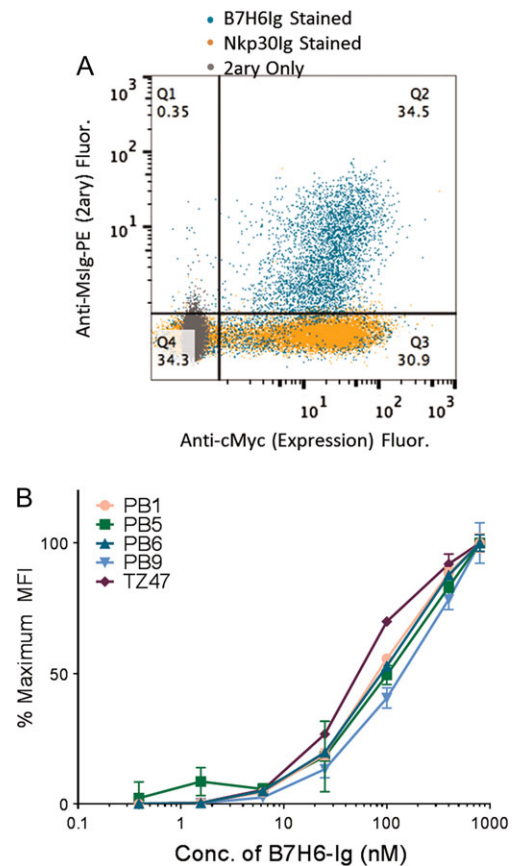 B7H6Ig Stained
Nkp30Ig Stained
2ary Only
A
Q1
0.35
Q2
34.5
Q4
34.3
Q3
30.9
10³
10²
10¹
10¹ 10² 10³
Anti-MsIg-PE (2ary) Fluor.
Anti-cMyc (Expression) Fluor.
B
PB1
PB5
PB6
PB9
TZ47
100
50
0
% Maximum MFI
0.1 1 10 100 1000
Conc. of B7H6-Ig (nM)